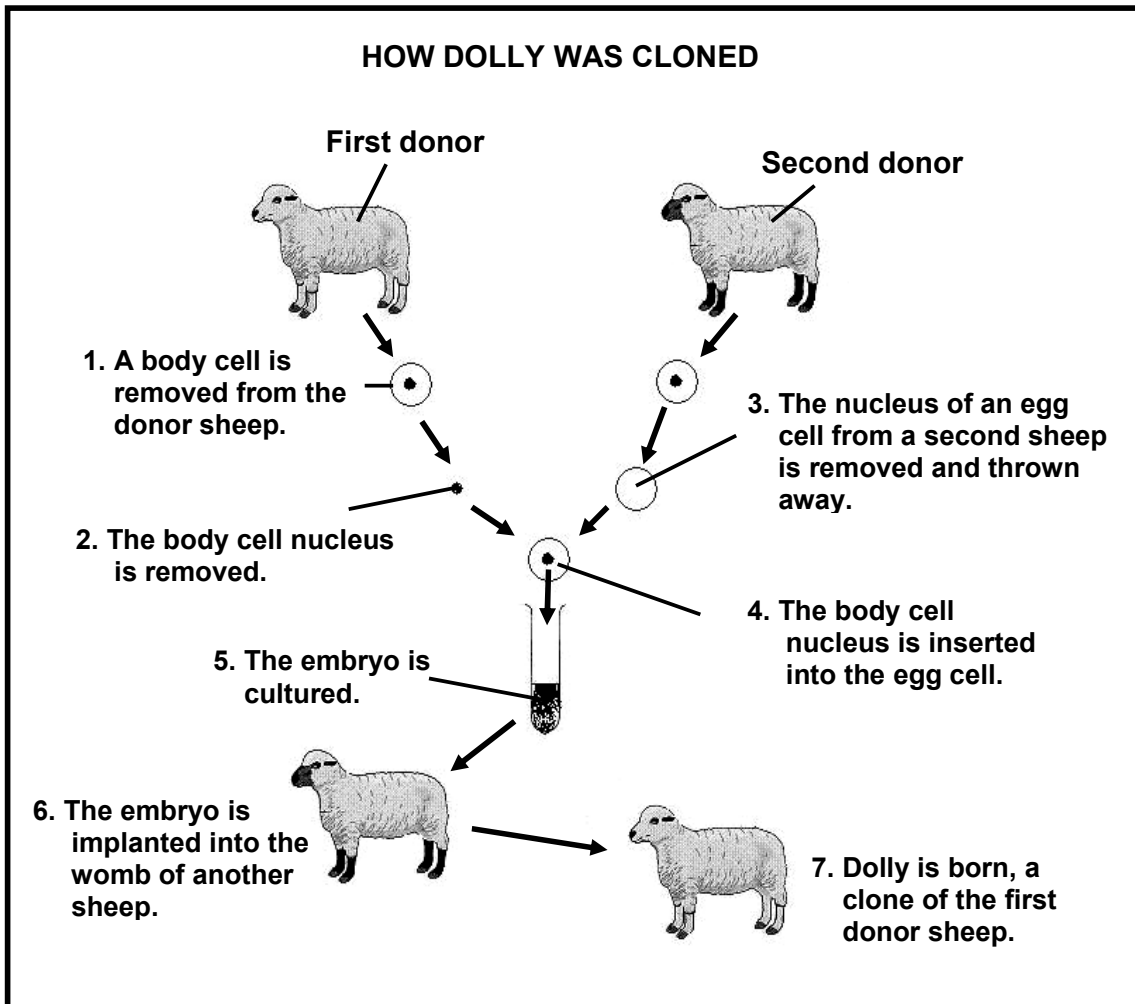 HOW DOLLY WAS CLONED
First donor
Second donor
1. A body cell is
removed from the
donor sheep.
3. The nucleus of an egg
cell from a second sheep
is removed and thrown
away.
2. The body cell nucleus
is removed.
4. The body cell
nucleus is inserted
into the egg cell.
5. The embryo is
cultured.
6. The embryo is
implanted into the
womb of another
sheep.
7. Dolly is born, a
clone of the first
donor sheep.